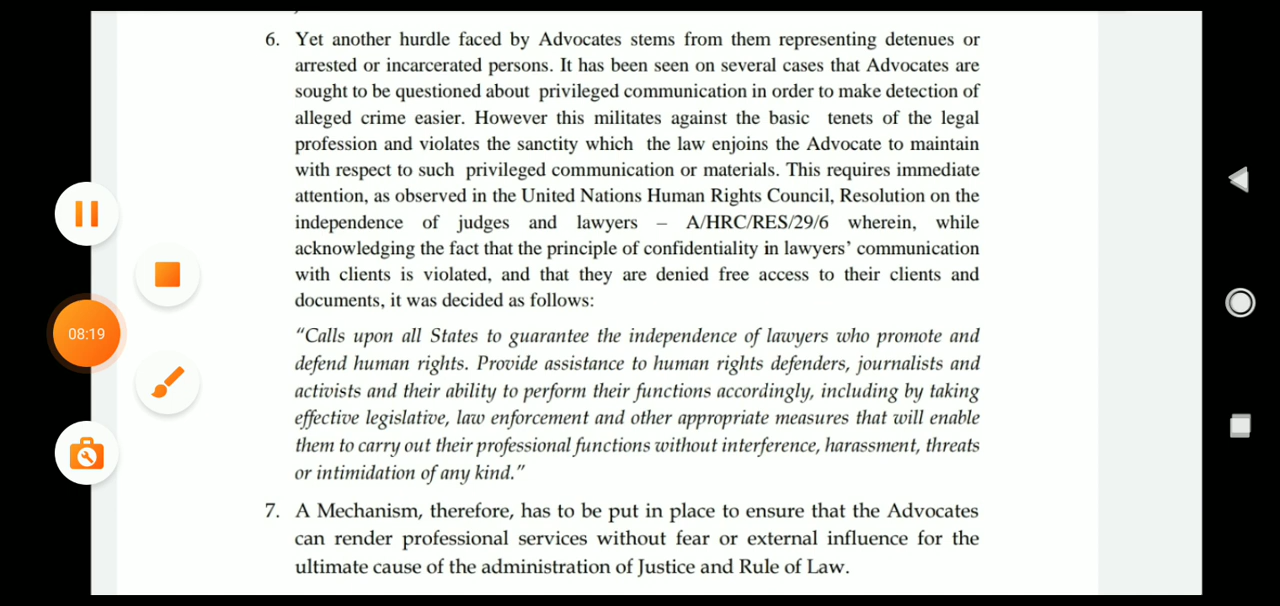 6. Yet another hurdle faced by Advocates stems from them representing detenues or
arrested or incarcerated persons. It has been seen on several cases that Advocates are
sought to be questioned about privileged communication in order to make detection of
alleged crime easier. However this militates against the basic tenets of the legal
profession and violates the sanctity which the law enjoins the Advocate to maintain
with respect to such privileged communication or materials. This requires immediate
attention, as observed in the United Nations Human Rights Council, Resolution on the
independence of judges and lawyers – A/HRC/RES/29/6 wherein, while
acknowledging the fact that the principle of confidentiality in lawyers’ communication
with clients is violated, and that they are denied free access to their clients and
documents, it was decided as follows:
“Calls upon all States to guarantee the independence of lawyers who promote and
defend human rights. Provide assistance to human rights defenders, journalists and
activists and their ability to perform their functions accordingly, including by taking
effective legislative, law enforcement and other appropriate measures that will enable
them to carry out their professional functions without interference, harassment, threats
or intimidation of any kind.”
7. A Mechanism, therefore, has to be put in place to ensure that the Advocates
can render professional services without fear or external influence for the
ultimate cause of the administration of Justice and Rule of Law.
08:19